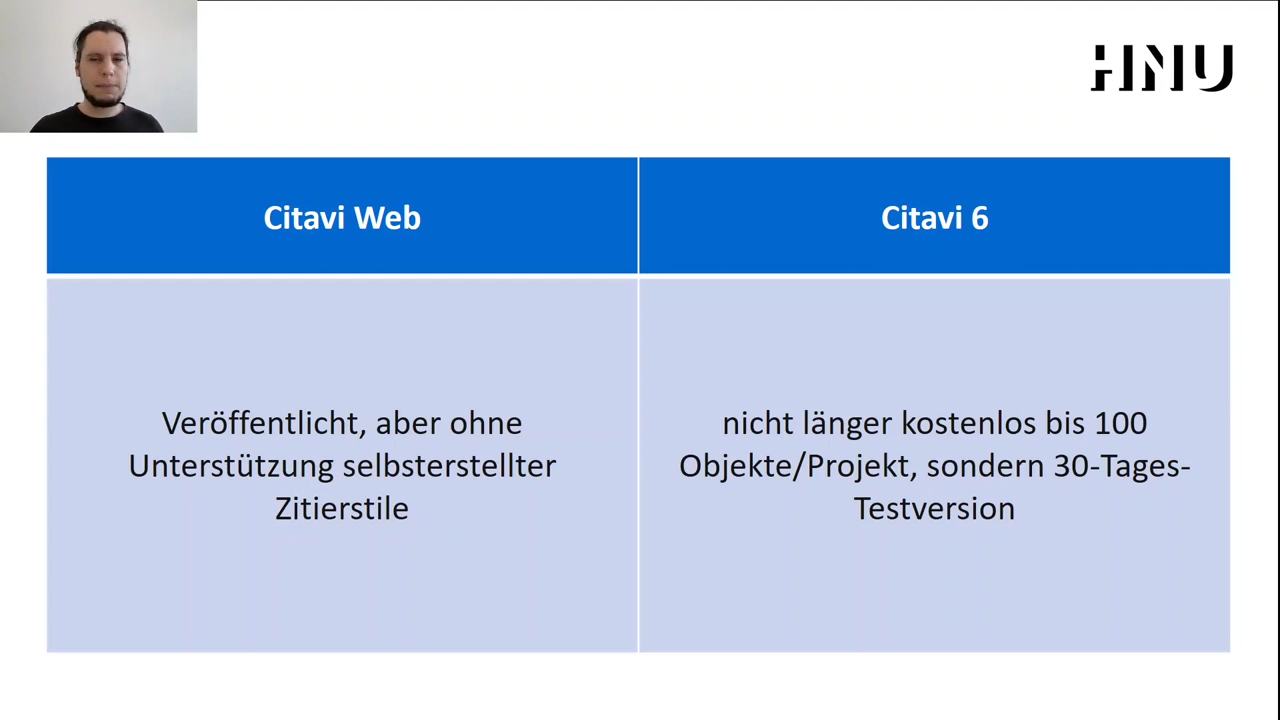 HNU
Citavi Web
Citavi 6
Veröffentlicht, aber ohne
Unterstützung selbsterstellter
Zitierstile
nicht länger kostenlos bis 100
Objekte/Projekt, sondern 30-Tages-
Testversion